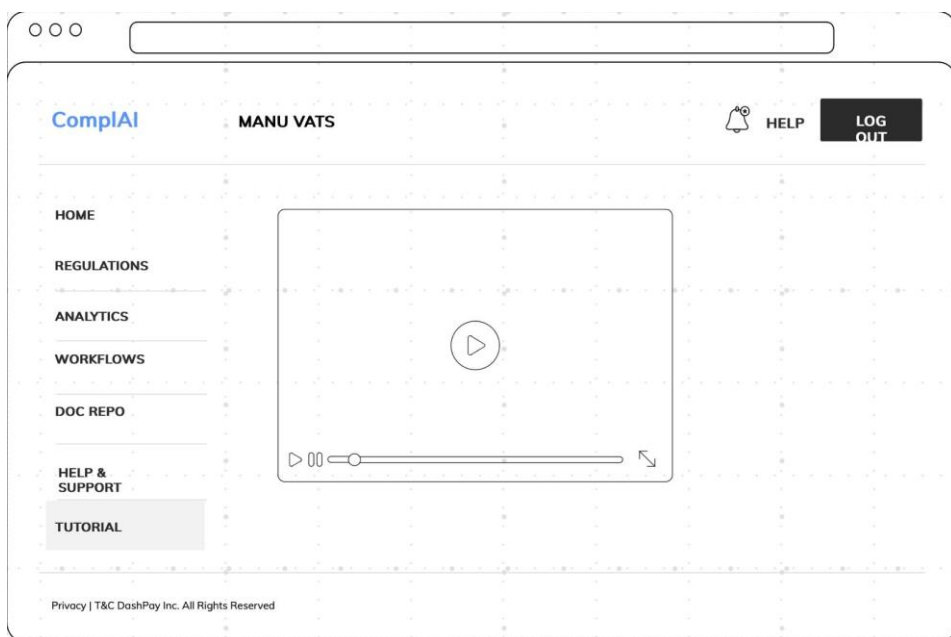 ComplAI
MANU VATS
HELP
LOG
OUT
HOME
REGULATIONS
ANALYTICS
WORKFLOWS
DOC REPO
HELP &
SUPPORT
TUTORIAL
Privacy | T&C DashPay Inc. All Rights Reserved